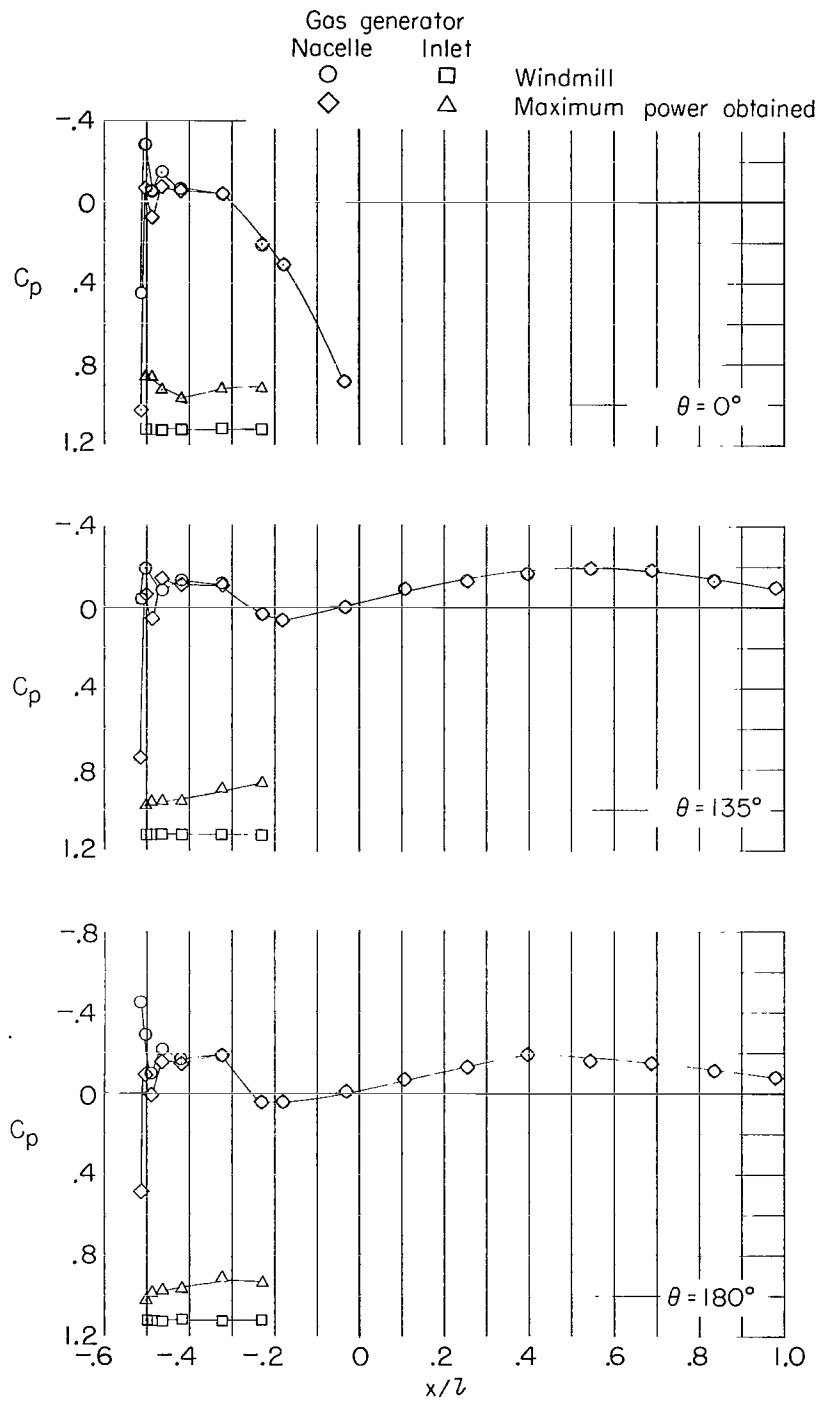 Gas generator
Nacelle Inlet
Windmill
Maximum power obtained
-.4
0
.4
.8
1.2
Cp
θ = 0°
-.4
0
.4
.8
1.2
Cp
θ = 135°
-.8
-.4
0
.4
.8
1.2
Cp
θ = 180°
-.6 -.4 -.2 0 .2 .4 .6 .8 1.0
x/l